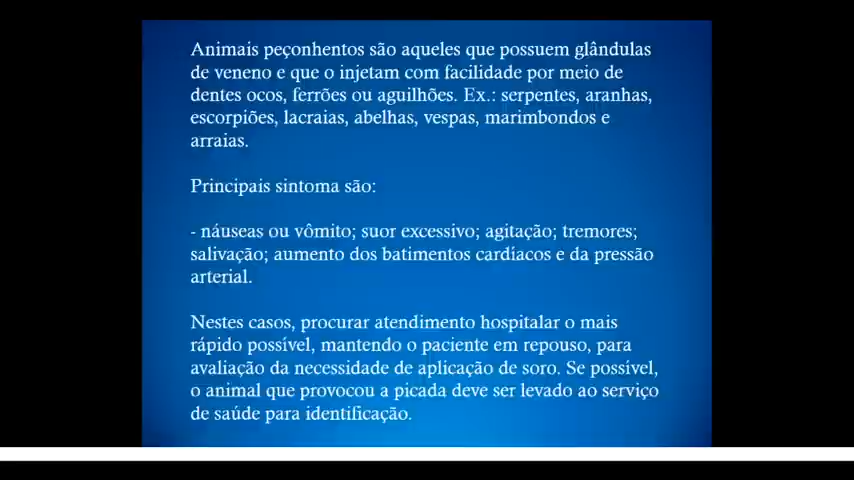 Animais peçonhentos são aqueles que possuem glândulas
de veneno e que o injetam com facilidade por meio de
dentes ocos, ferrões ou aguilhões. Ex.: serpentes, aranhas,
escorpiões, lacraias, abelhas, vespas, marimbondos e
arraias.
Principais sintoma são:
- náuseas ou vômito; suor excessivo; agitação; tremores;
salivação; aumento dos batimentos cardíacos e da pressão
arterial.
Nestes casos, procurar atendimento hospitalar o mais
rápido possível, mantendo o paciente em repouso, para
avaliação da necessidade de aplicação de soro. Se possível,
o animal que provocou a picada deve ser levado ao serviço
de saúde para identificação.